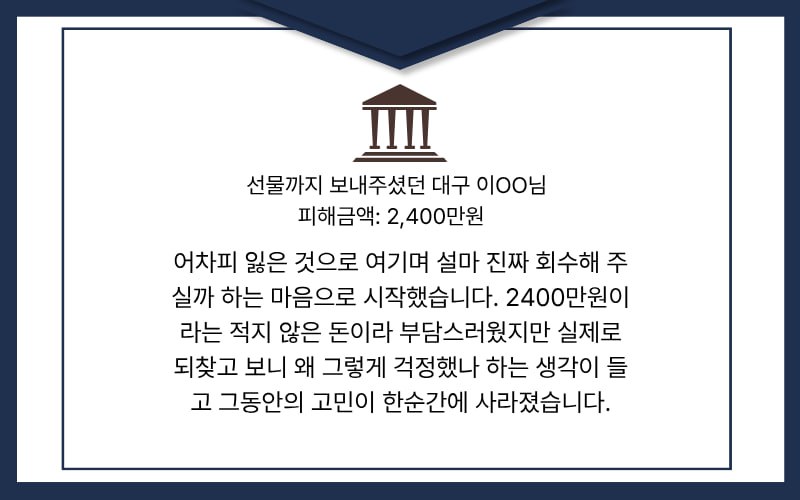 선물까지 보내주셨던 대구 이OO님
피해금액: 2,400만원
어차피 잃은 것으로 여기며 설마 진짜 회수해 주
실까 하는 마음으로 시작했습니다. 2400만원이
라는 적지 않은 돈이라 부담스러웠지만 실제로
되찾고 보니 왜 그렇게 걱정했나 하는 생각이 들
고 그동안의 고민이 한순간에 사라졌습니다.